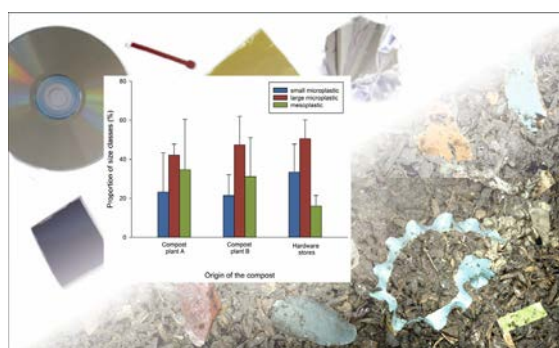 80
60
40
20
0
Proportion of size classes (%)
small microplastic
large microplastic
mesoplastic
Compost
plant A
Compost
plant B
Hardware
stores
Origin of the compost